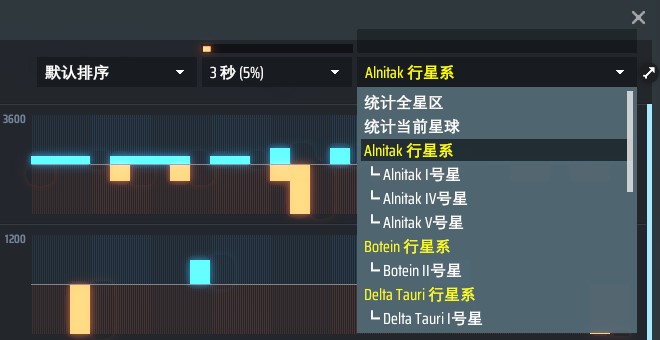 默认排序
3 秒 (5%)
Alnitak 行星系
统计全星区
统计当前星球
Alnitak 行星系
Alnitak I号星
Alnitak IV号星
Alnitak V号星
Botein 行星系
Botein II号星
Delta Tauri 行星系
Delta Tauri I号星
3600
1200